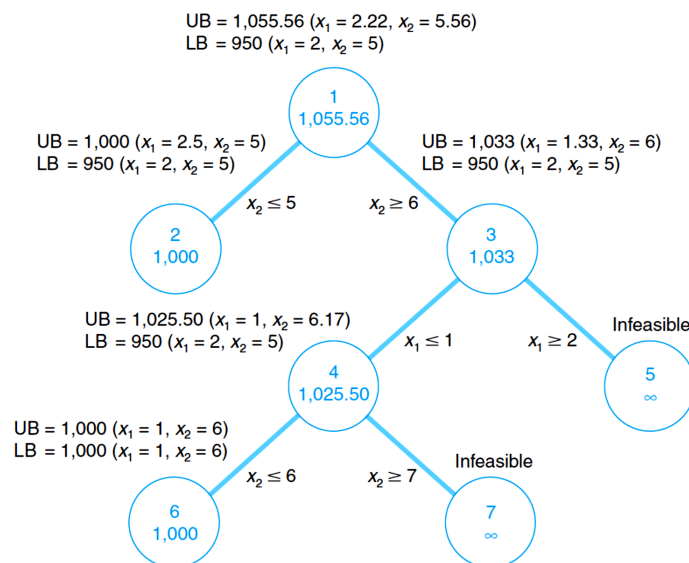 UB = 1,055.56 (x₁ = 2.22, x₂ = 5.56)
LB = 950 (x₁ = 2, x₂ = 5)
1
1,055.56
UB = 1,000 (x₁ = 2.5, x₂ = 5)
LB = 950 (x₁ = 2, x₂ = 5)
UB = 1,033 (x₁ = 1.33, x₂ = 6)
LB = 950 (x₁ = 2, x₂ = 5)
x₂ ≤ 5
x₂ ≥ 6
2
1,000
3
1,033
UB = 1,025.50 (x₁ = 1, x₂ = 6.17)
LB = 950 (x₁ = 2, x₂ = 5)
x₁ ≤ 1
x₁ ≥ 2
Infeasible
4
1,025.50
5
∞
UB = 1,000 (x₁ = 1, x₂ = 6)
LB = 1,000 (x₁ = 1, x₂ = 6)
x₂ ≤ 6
x₂ ≥ 7
Infeasible
6
1,000
7
∞